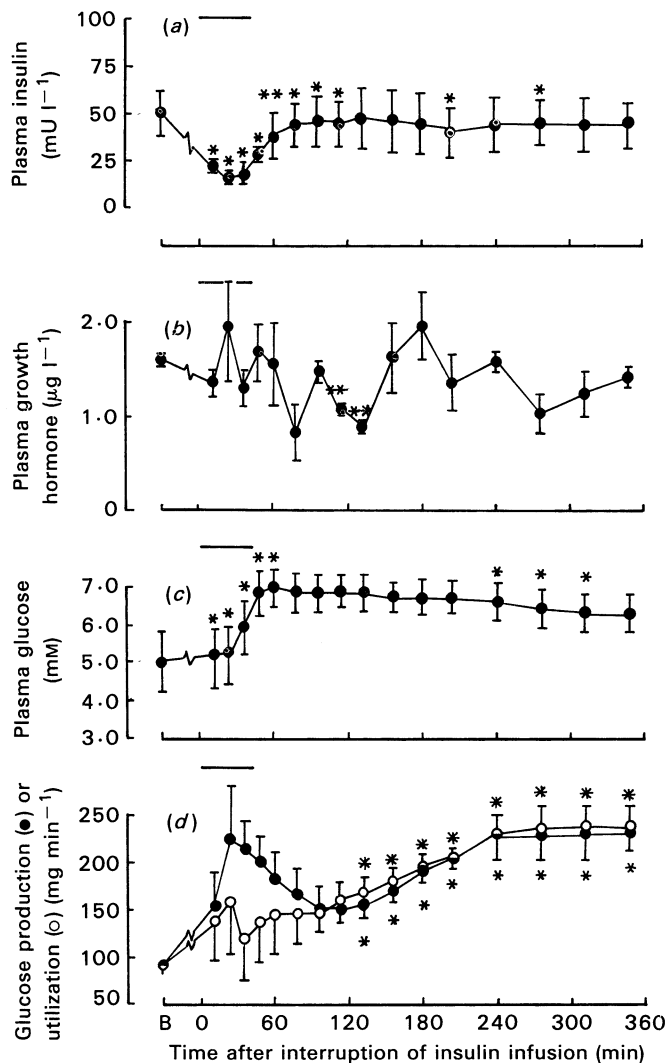 (a)
Plasma insulin
(mU l−1)
100
75
50
25
0
* * * * ** * * * * *
(b)
Plasma growth
hormone (μg l−1)
2·0
1·0
0
** **
(c)
Plasma glucose
(mM)
7·0
6·0
5·0
4·0
3·0
* * * * * * * *
(d)
Glucose production (●) or
utilization (○) (mg min−1)
250
200
150
100
50
* * * * * * * *
* * * * * * * *
B 0 60 120 180 240 300 360
Time after interruption of insulin infusion (min)